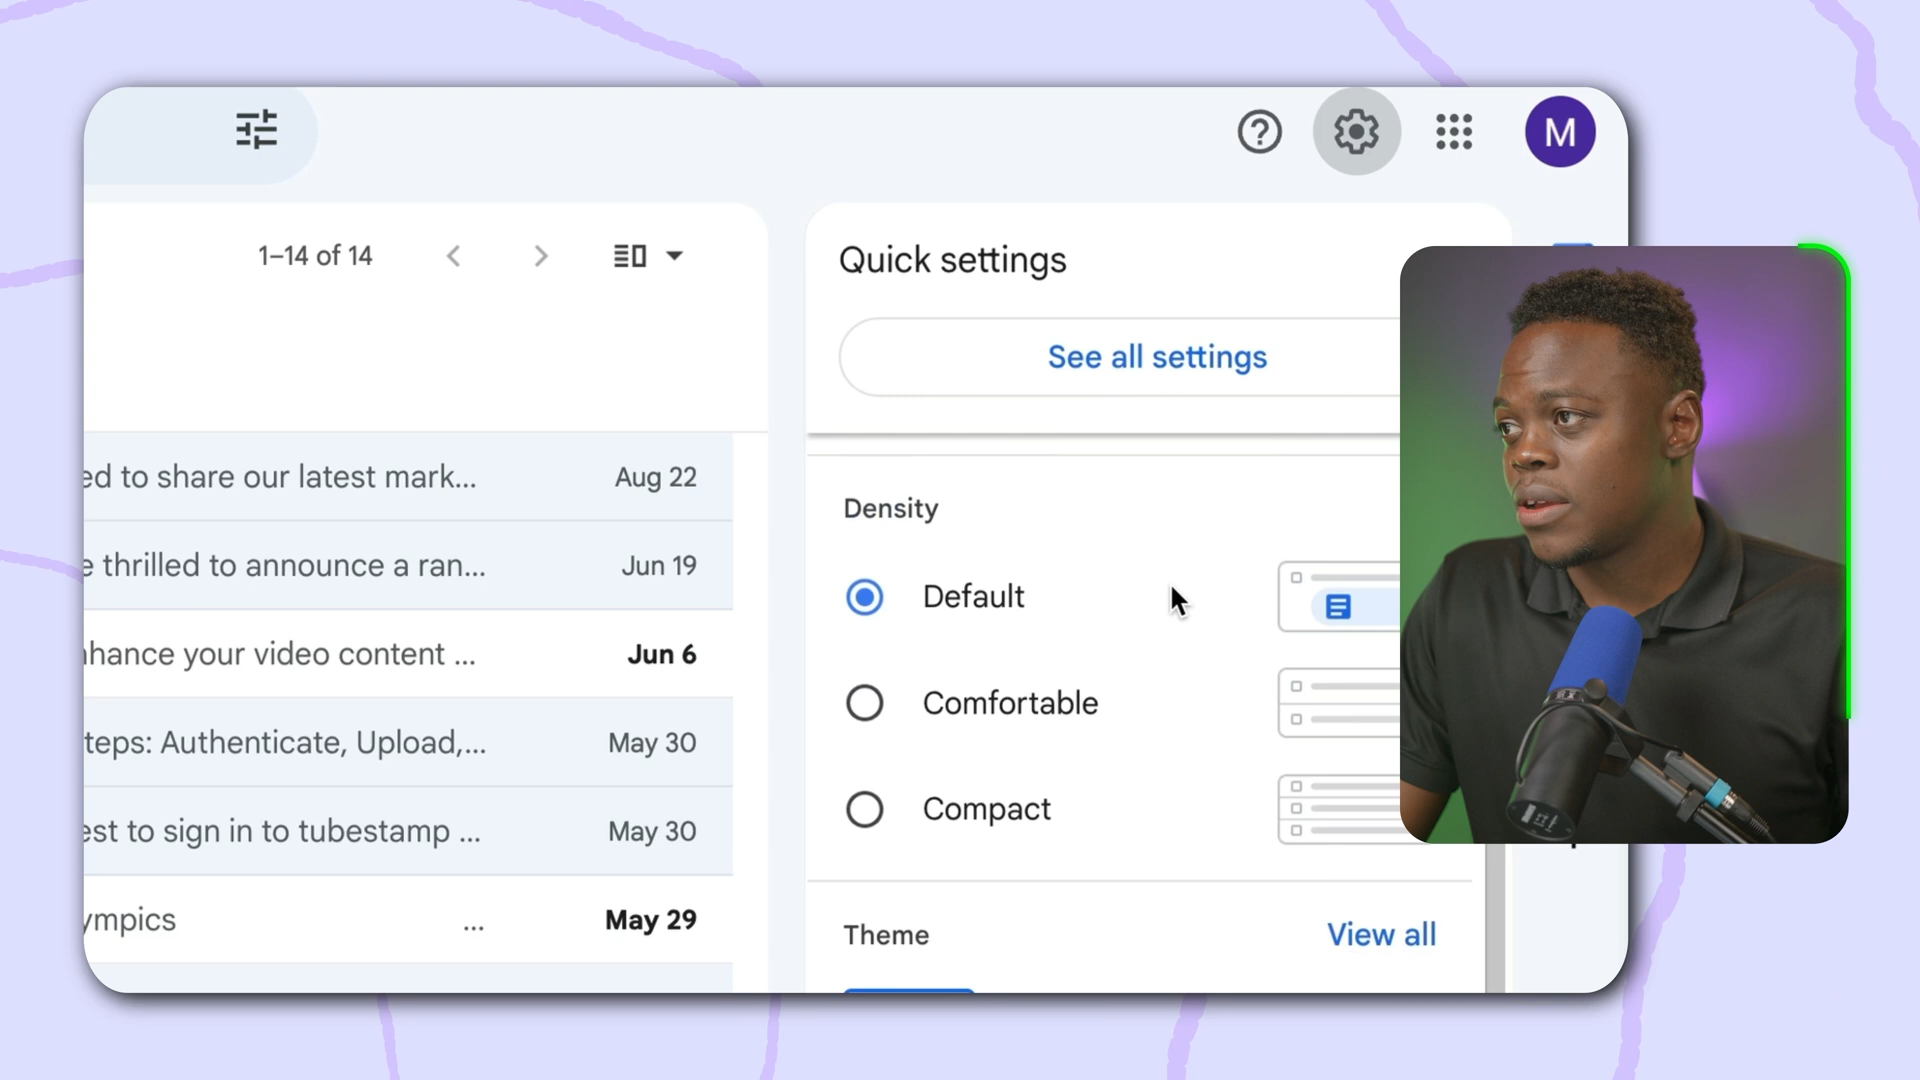 M
1–14 of 14
Quick settings
See all settings
ed to share our latest mark... Aug 22
e thrilled to announce a ran... Jun 19
nhance your video content ... Jun 6
teps: Authenticate, Upload,... May 30
est to sign in to tubestamp ... May 30
ympics ... May 29
Density
Default
Comfortable
Compact
Theme View all